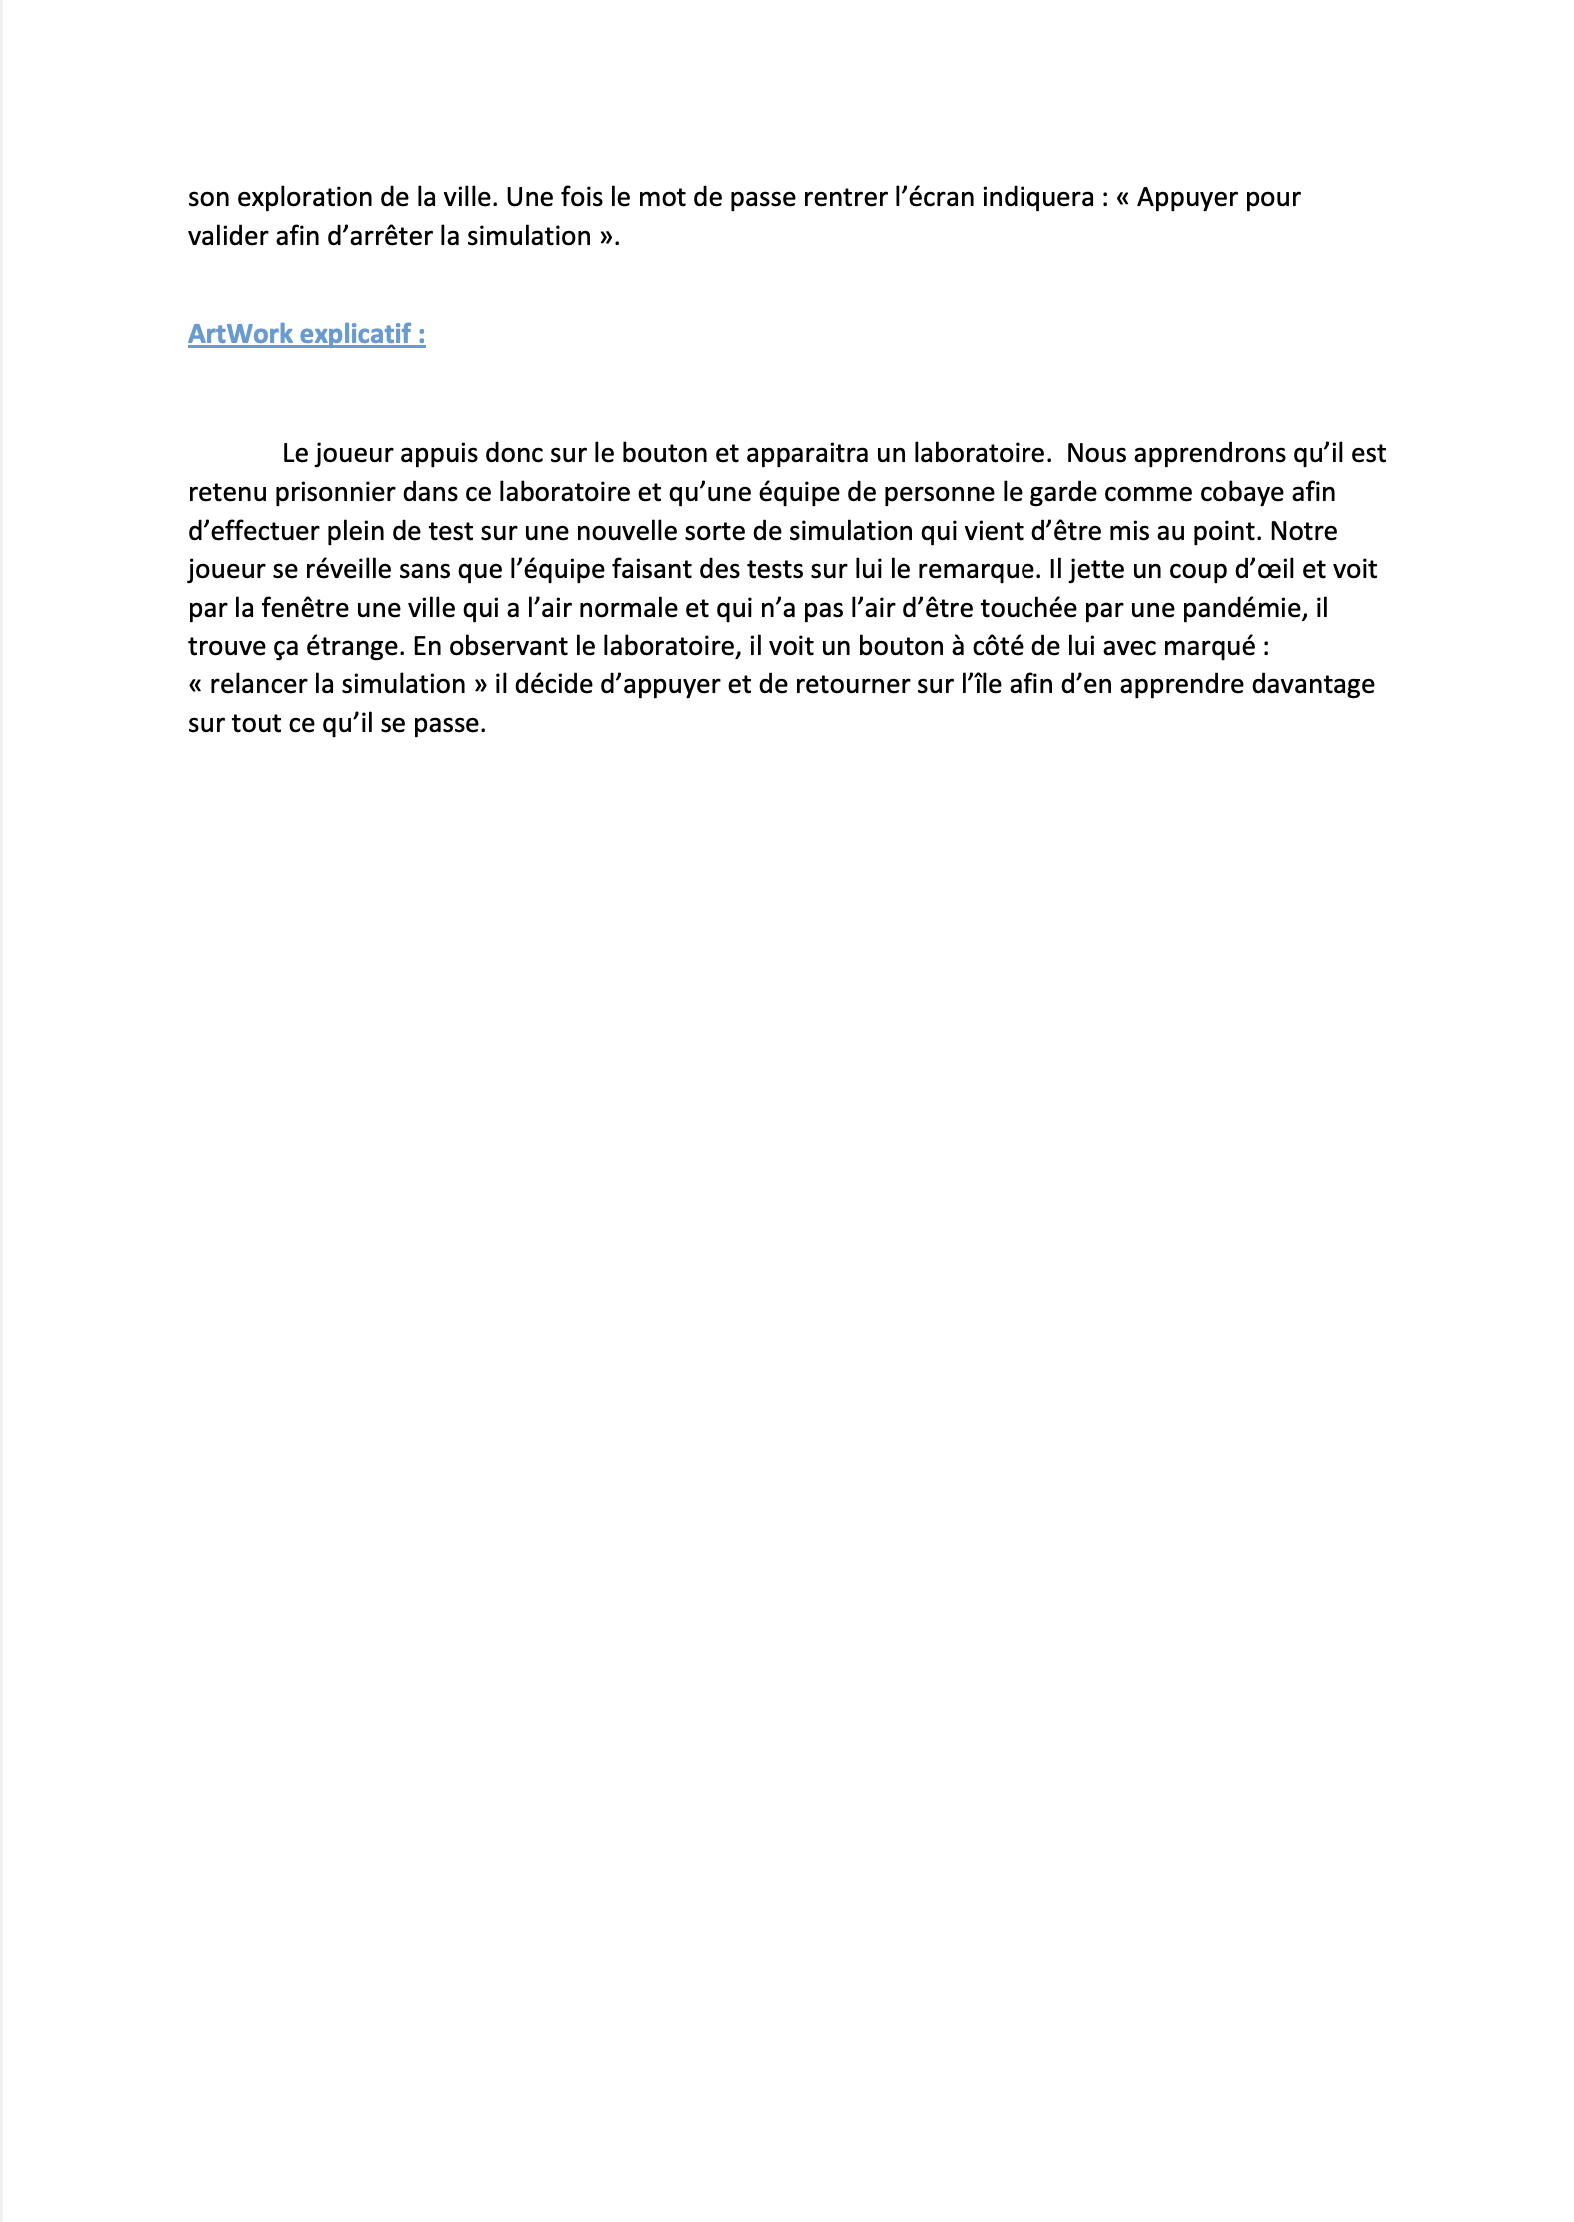 son exploration de la ville. Une fois le mot de passe rentrer l’écran indiquera : « Appuyer pour
valider afin d’arrêter la simulation ».
ArtWork explicatif :
Le joueur appuis donc sur le bouton et apparaitra un laboratoire.  Nous apprendrons qu’il est
retenu prisonnier dans ce laboratoire et qu’une équipe de personne le garde comme cobaye afin
d’effectuer plein de test sur une nouvelle sorte de simulation qui vient d’être mis au point. Notre
joueur se réveille sans que l’équipe faisant des tests sur lui le remarque. Il jette un coup d’œil et voit
par la fenêtre une ville qui a l’air normale et qui n’a pas l’air d’être touchée par une pandémie, il
trouve ça étrange. En observant le laboratoire, il voit un bouton à côté de lui avec marqué :
« relancer la simulation » il décide d’appuyer et de retourner sur l’île afin d’en apprendre davantage
sur tout ce qu’il se passe.